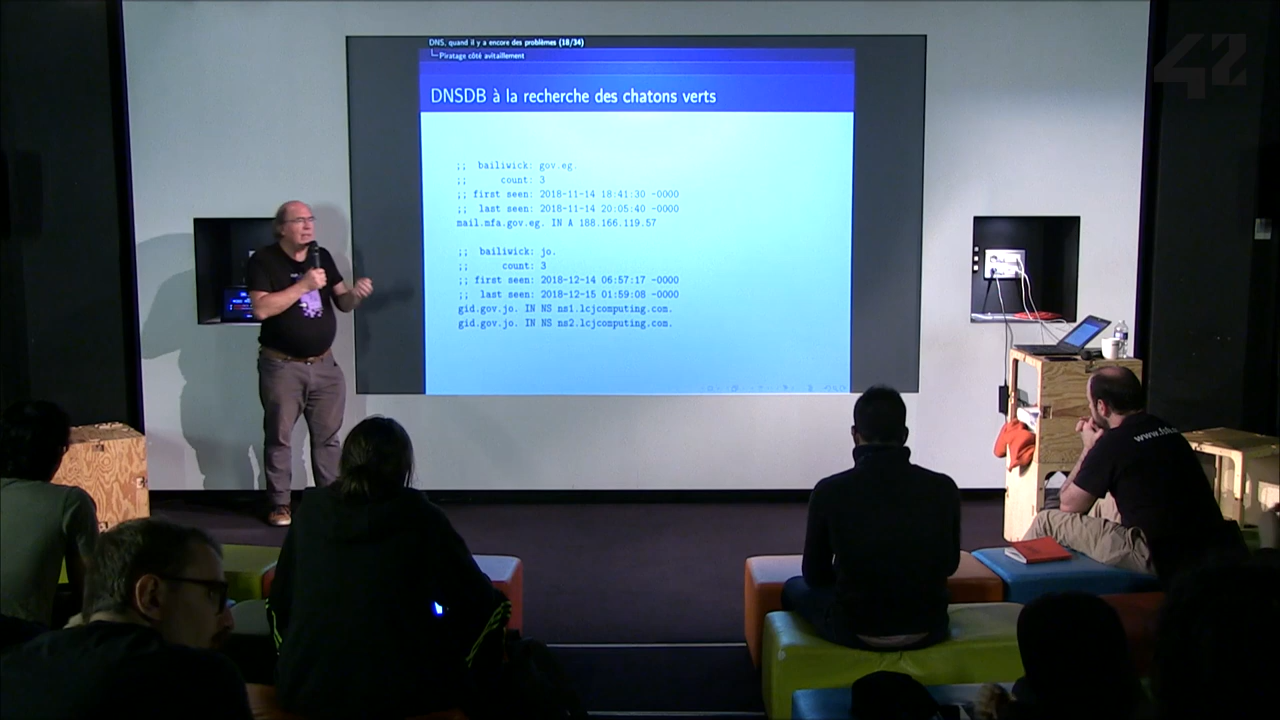 42
DNS, quand il y a encore des problèmes (18/34)
Piratage côté avitaillement
DNSDB à la recherche des chatons verts
;; bailiwick: gov.eg.
;; count: 3
;; first seen: 2018-11-14 18:41:30 -0000
;; last seen: 2018-11-14 20:05:40 -0000
mail.mfa.gov.eg. IN A 188.166.119.57
;; bailiwick: jo.
;; count: 3
;; first seen: 2018-12-14 06:57:17 -0000
;; last seen: 2018-12-15 01:59:08 -0000
gid.gov.jo. IN NS ns1.lcjcomputing.com.
gid.gov.jo. IN NS ns2.lcjcomputing.com.